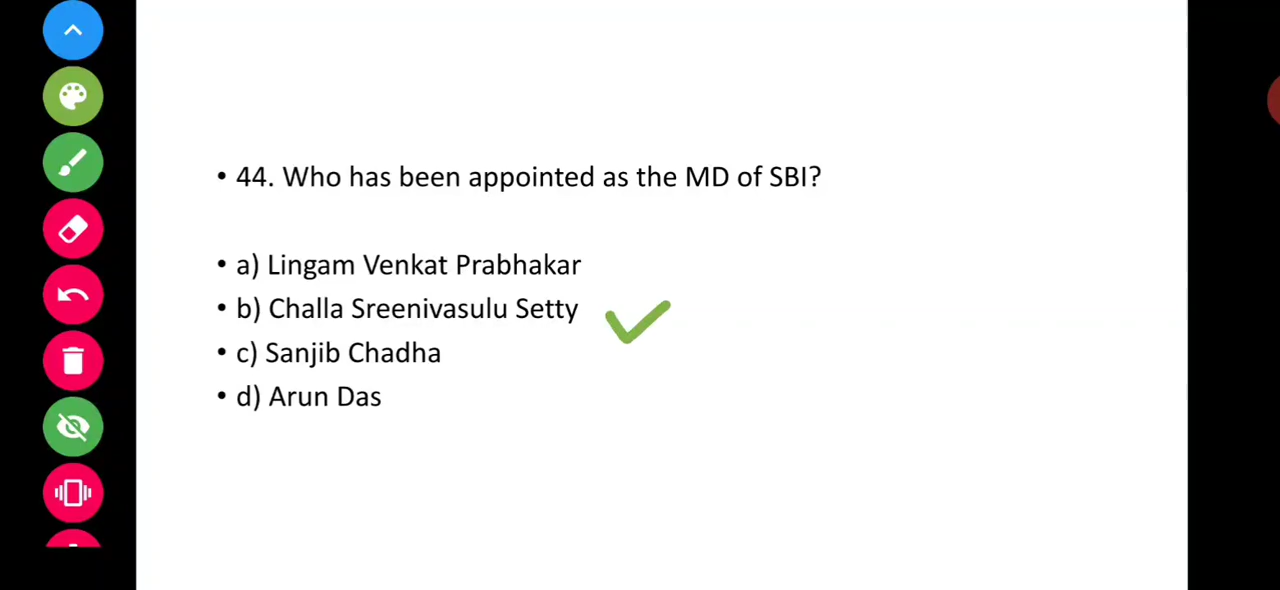 • 44. Who has been appointed as the MD of SBI?
• a) Lingam Venkat Prabhakar
• b) Challa Sreenivasulu Setty
• c) Sanjib Chadha
• d) Arun Das